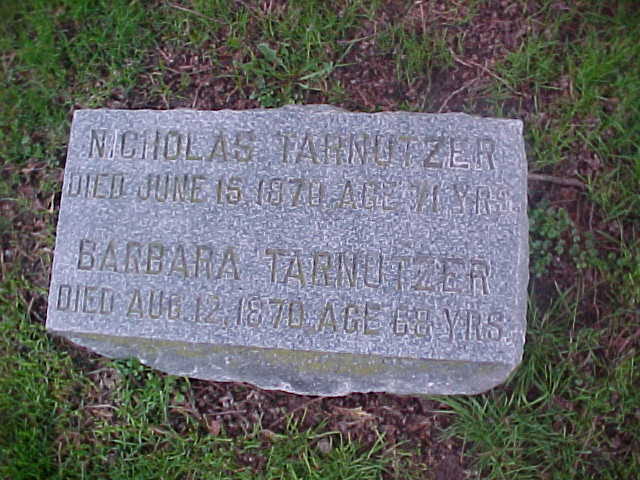 NICHOLAS TARNUTZER
DIED JUNE 15, 1870 AGE 71 YRS.
BARBARA TARNUTZER
DIED AUG. 12, 1870 AGE 68 YRS.